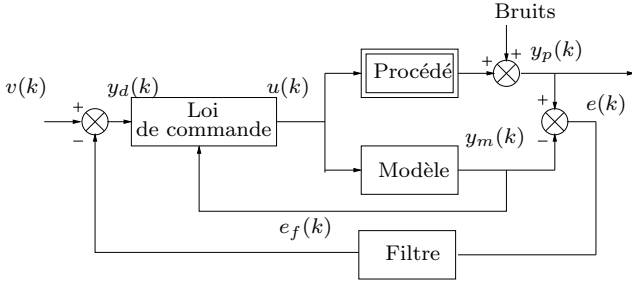 Bruits
+
+
y_p(k)
Procédé
v(k)
y_d(k)
u(k)
e(k)
+
−
Loi
de commande
+
−
y_m(k)
Modèle
e_f(k)
Filtre